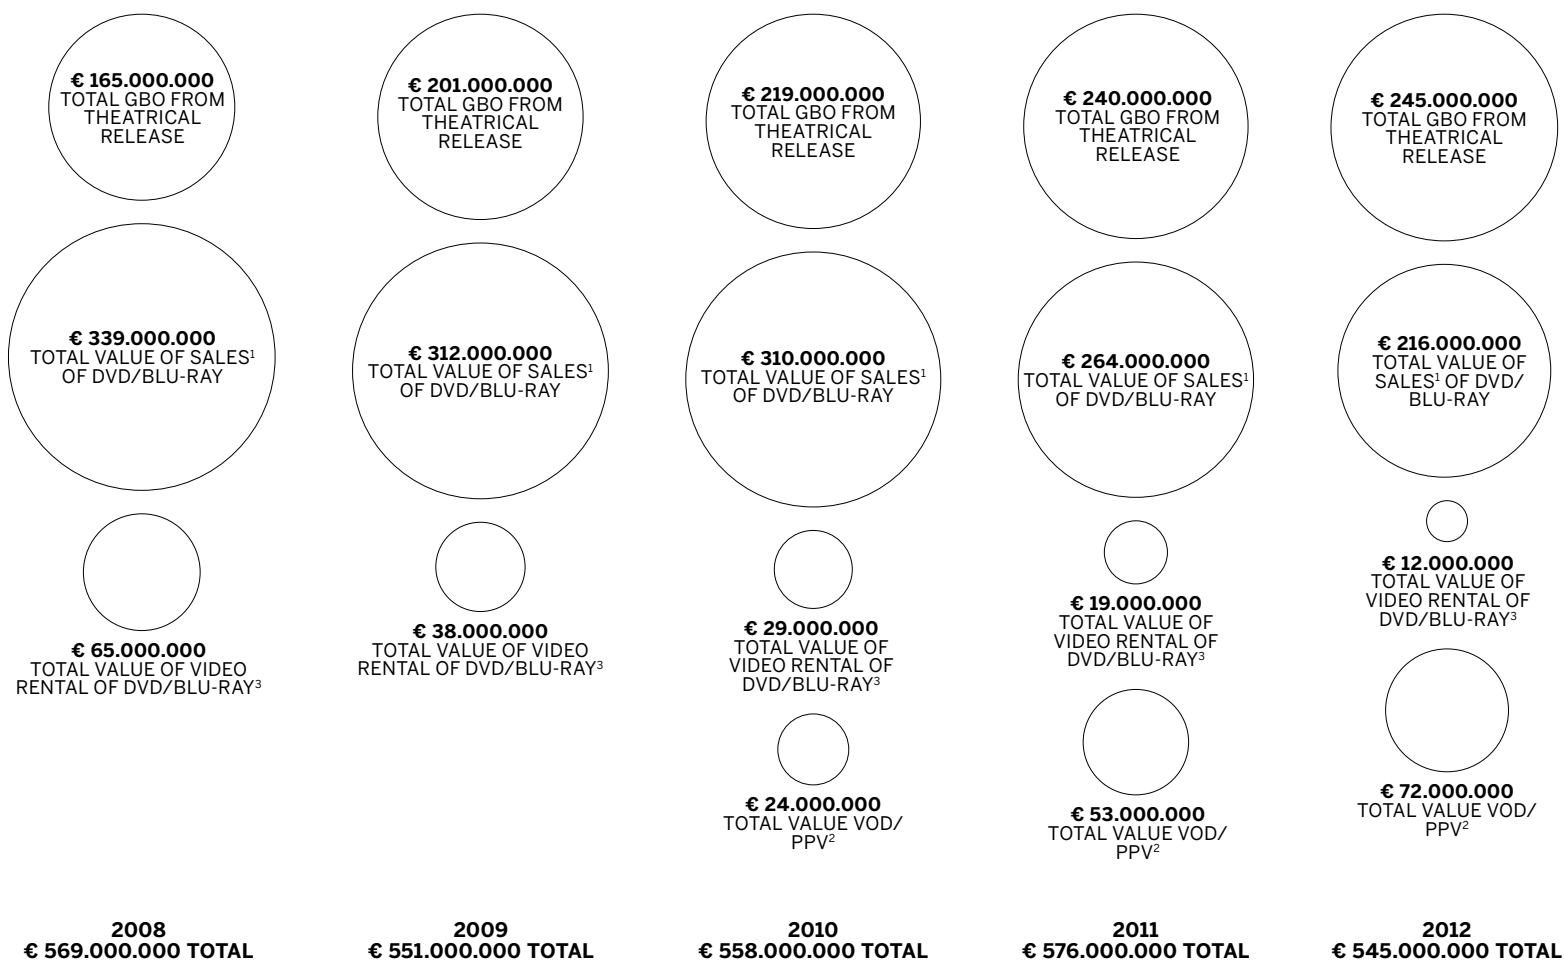 € 165.000.000
TOTAL GBO FROM
THEATRICAL
RELEASE
€ 339.000.000
TOTAL VALUE OF SALES¹
OF DVD/BLU-RAY
€ 65.000.000
TOTAL VALUE OF VIDEO
RENTAL OF DVD/BLU-RAY³
2008
€ 569.000.000 TOTAL
€ 201.000.000
TOTAL GBO FROM
THEATRICAL
RELEASE
€ 312.000.000
TOTAL VALUE OF SALES¹
OF DVD/BLU-RAY
€ 38.000.000
TOTAL VALUE OF VIDEO
RENTAL OF DVD/BLU-RAY³
2009
€ 551.000.000 TOTAL
€ 219.000.000
TOTAL GBO FROM
THEATRICAL
RELEASE
€ 310.000.000
TOTAL VALUE OF SALES¹
OF DVD/BLU-RAY
€ 29.000.000
TOTAL VALUE OF
VIDEO RENTAL OF
DVD/BLU-RAY³
€ 24.000.000
TOTAL VALUE VOD/
PPV²
2010
€ 558.000.000 TOTAL
€ 240.000.000
TOTAL GBO FROM
THEATRICAL
RELEASE
€ 264.000.000
TOTAL VALUE OF SALES¹
OF DVD/BLU-RAY
€ 19.000.000
TOTAL VALUE OF
VIDEO RENTAL OF
DVD/BLU-RAY³
€ 53.000.000
TOTAL VALUE VOD/
PPV²
2011
€ 576.000.000 TOTAL
€ 245.000.000
TOTAL GBO FROM
THEATRICAL
RELEASE
€ 216.000.000
TOTAL VALUE OF
SALES¹ OF DVD/
BLU-RAY
€ 12.000.000
TOTAL VALUE OF
VIDEO RENTAL OF
DVD/BLU-RAY³
€ 72.000.000
TOTAL VALUE VOD/
PPV²
2012
€ 545.000.000 TOTAL